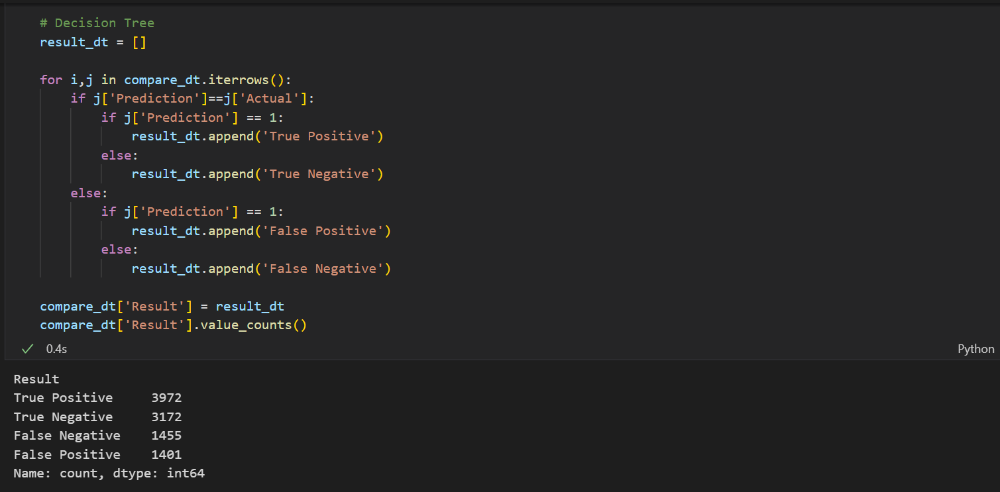 # Decision Tree
result_dt = []
for i,j in compare_dt.iterrows():
if j['Prediction']==j['Actual']:
if j['Prediction'] == 1:
result_dt.append('True Positive')
else:
result_dt.append('True Negative')
else:
if j['Prediction'] == 1:
result_dt.append('False Positive')
else:
result_dt.append('False Negative')
compare_dt['Result'] = result_dt
compare_dt['Result'].value_counts()
0.4s
Python
Result
True Positive 3972
True Negative 3172
False Negative 1455
False Positive 1401
Name: count, dtype: int64